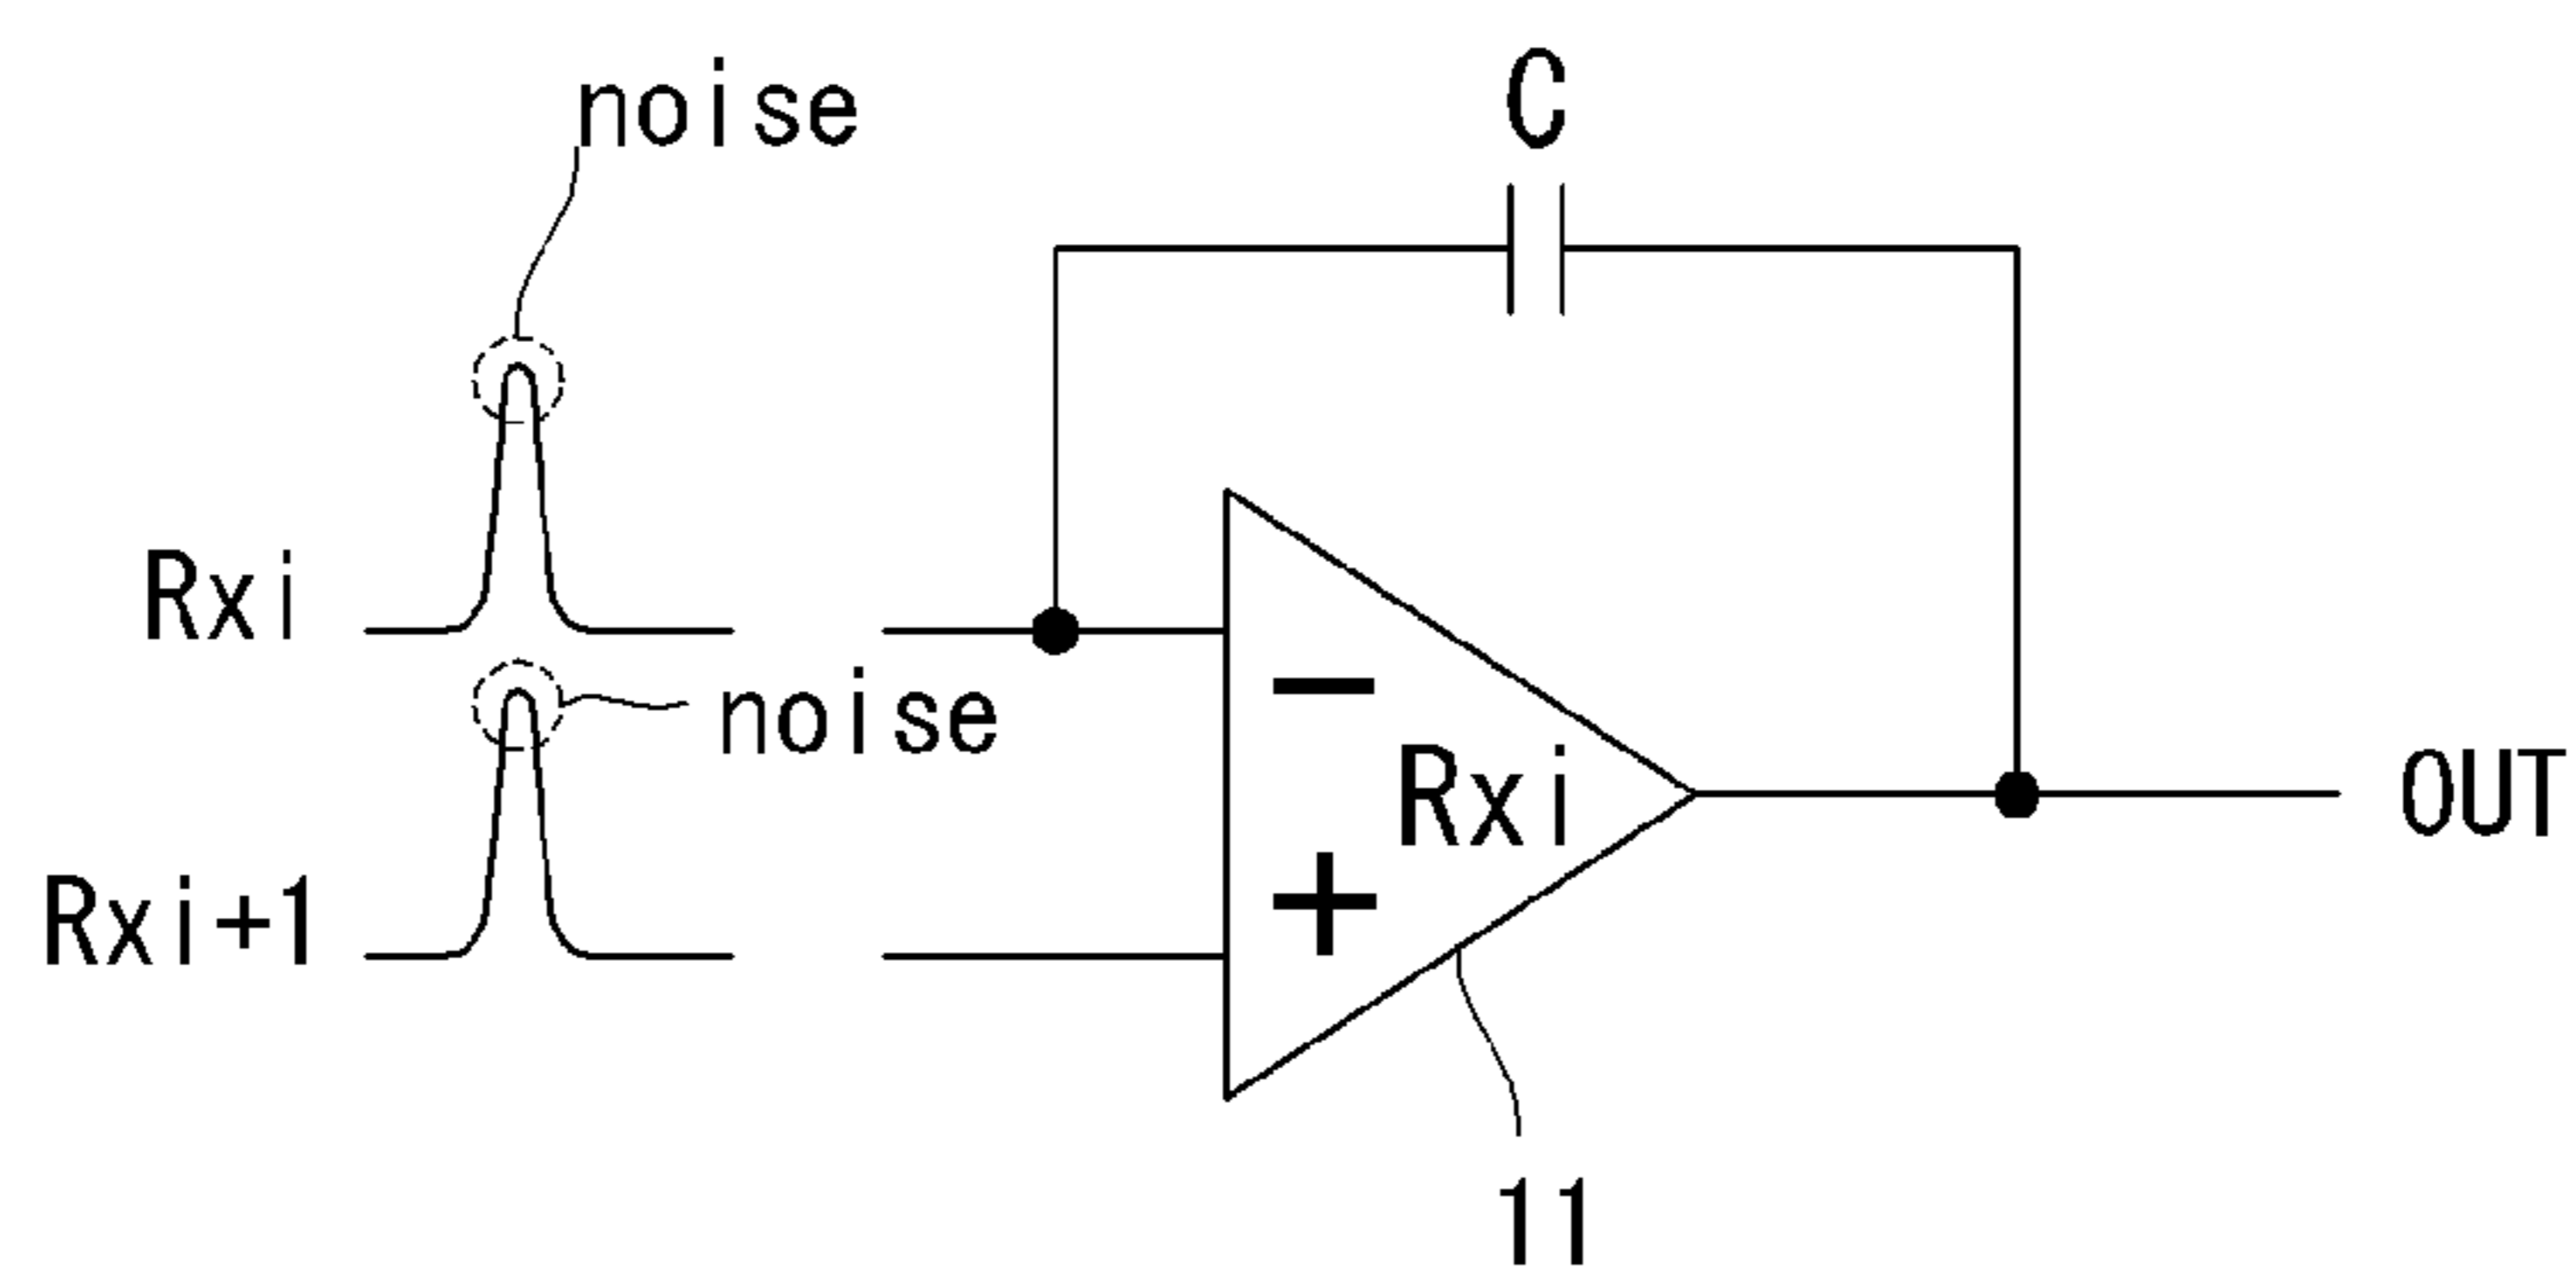 noise
C
Rxi
noise
−
Rxi
OUT
+
Rxi+1
11